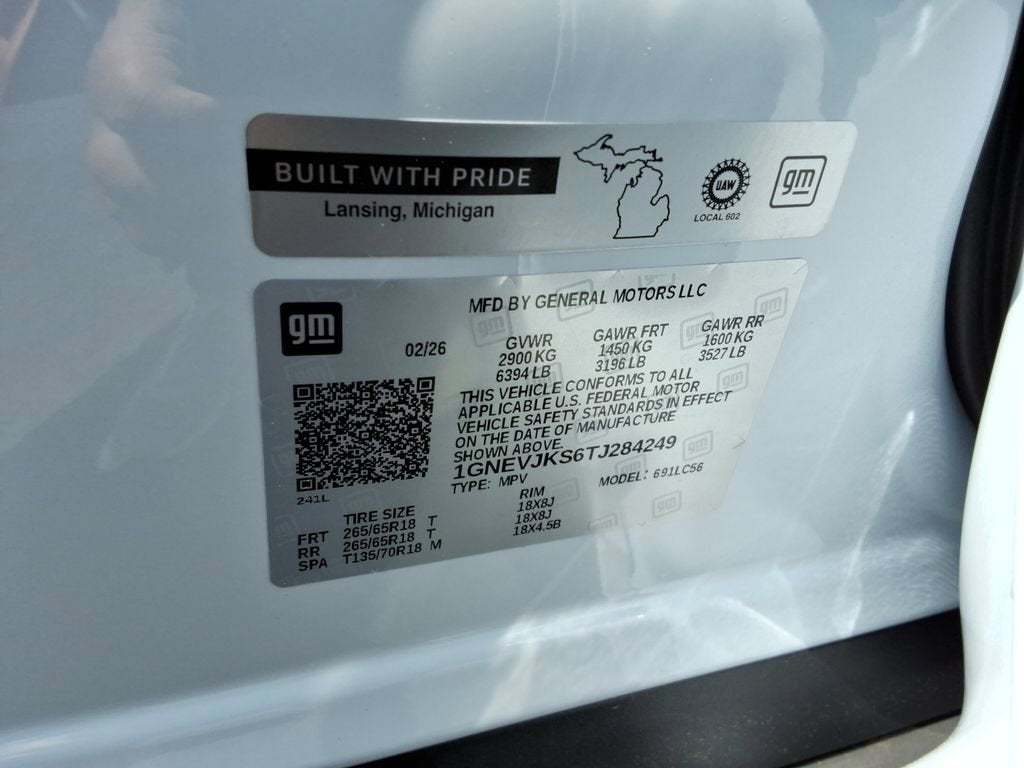 BUILT WITH PRIDE
Lansing, Michigan
UAW
LOCAL 602
gm
gm
MFD BY GENERAL MOTORS LLC
02/26
GVWR GAWR FRT GAWR RR
2900 KG 1450 KG 1600 KG
6394 LB 3196 LB 3527 LB
THIS VEHICLE CONFORMS TO ALL
APPLICABLE U.S. FEDERAL MOTOR
VEHICLE SAFETY STANDARDS IN EFFECT
ON THE DATE OF MANUFACTURE
SHOWN ABOVE.
1GNEVJKS6TJ284249
TYPE: MPV MODEL: 691LC56
241L
TIRE SIZE RIM
FRT 265/65R18 T 18X8J
RR 265/65R18 T 18X8J
SPA T135/70R18 M 18X4.5B